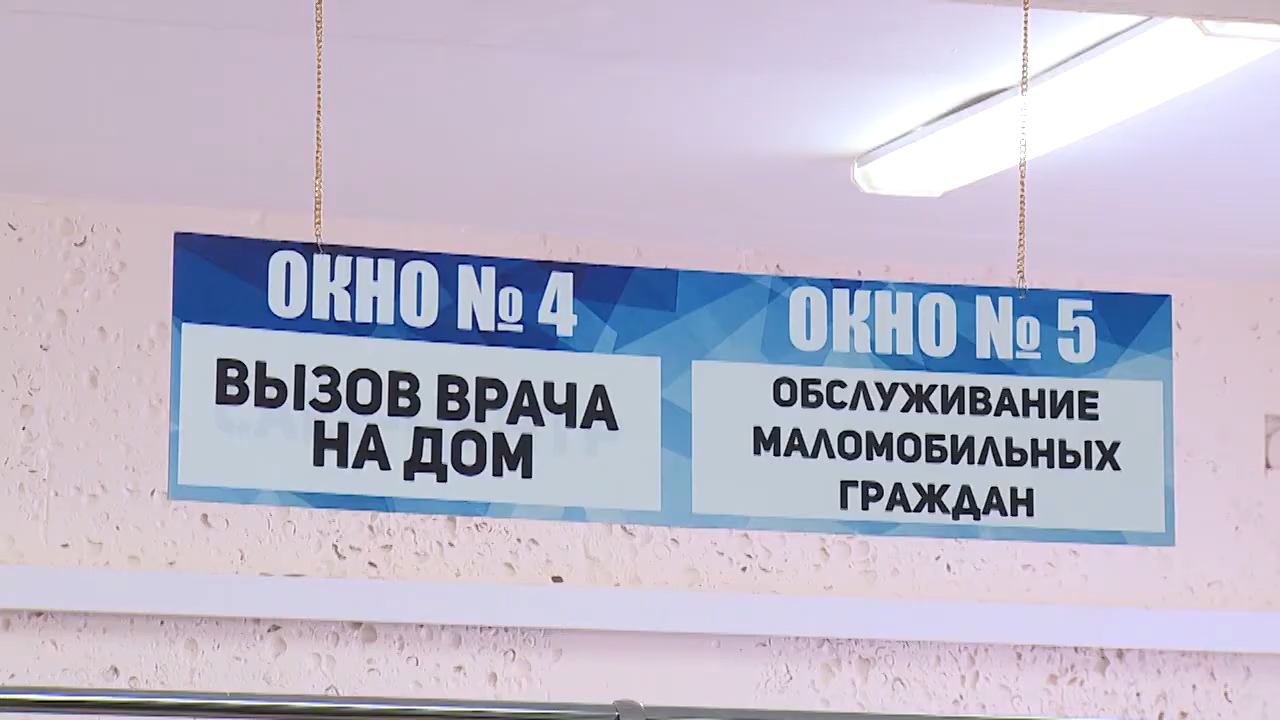 ОКНО № 4
ВЫЗОВ ВРАЧА
НА ДОМ
ОКНО № 5
ОБСЛУЖИВАНИЕ
МАЛОМОБИЛЬНЫХ
ГРАЖДАН